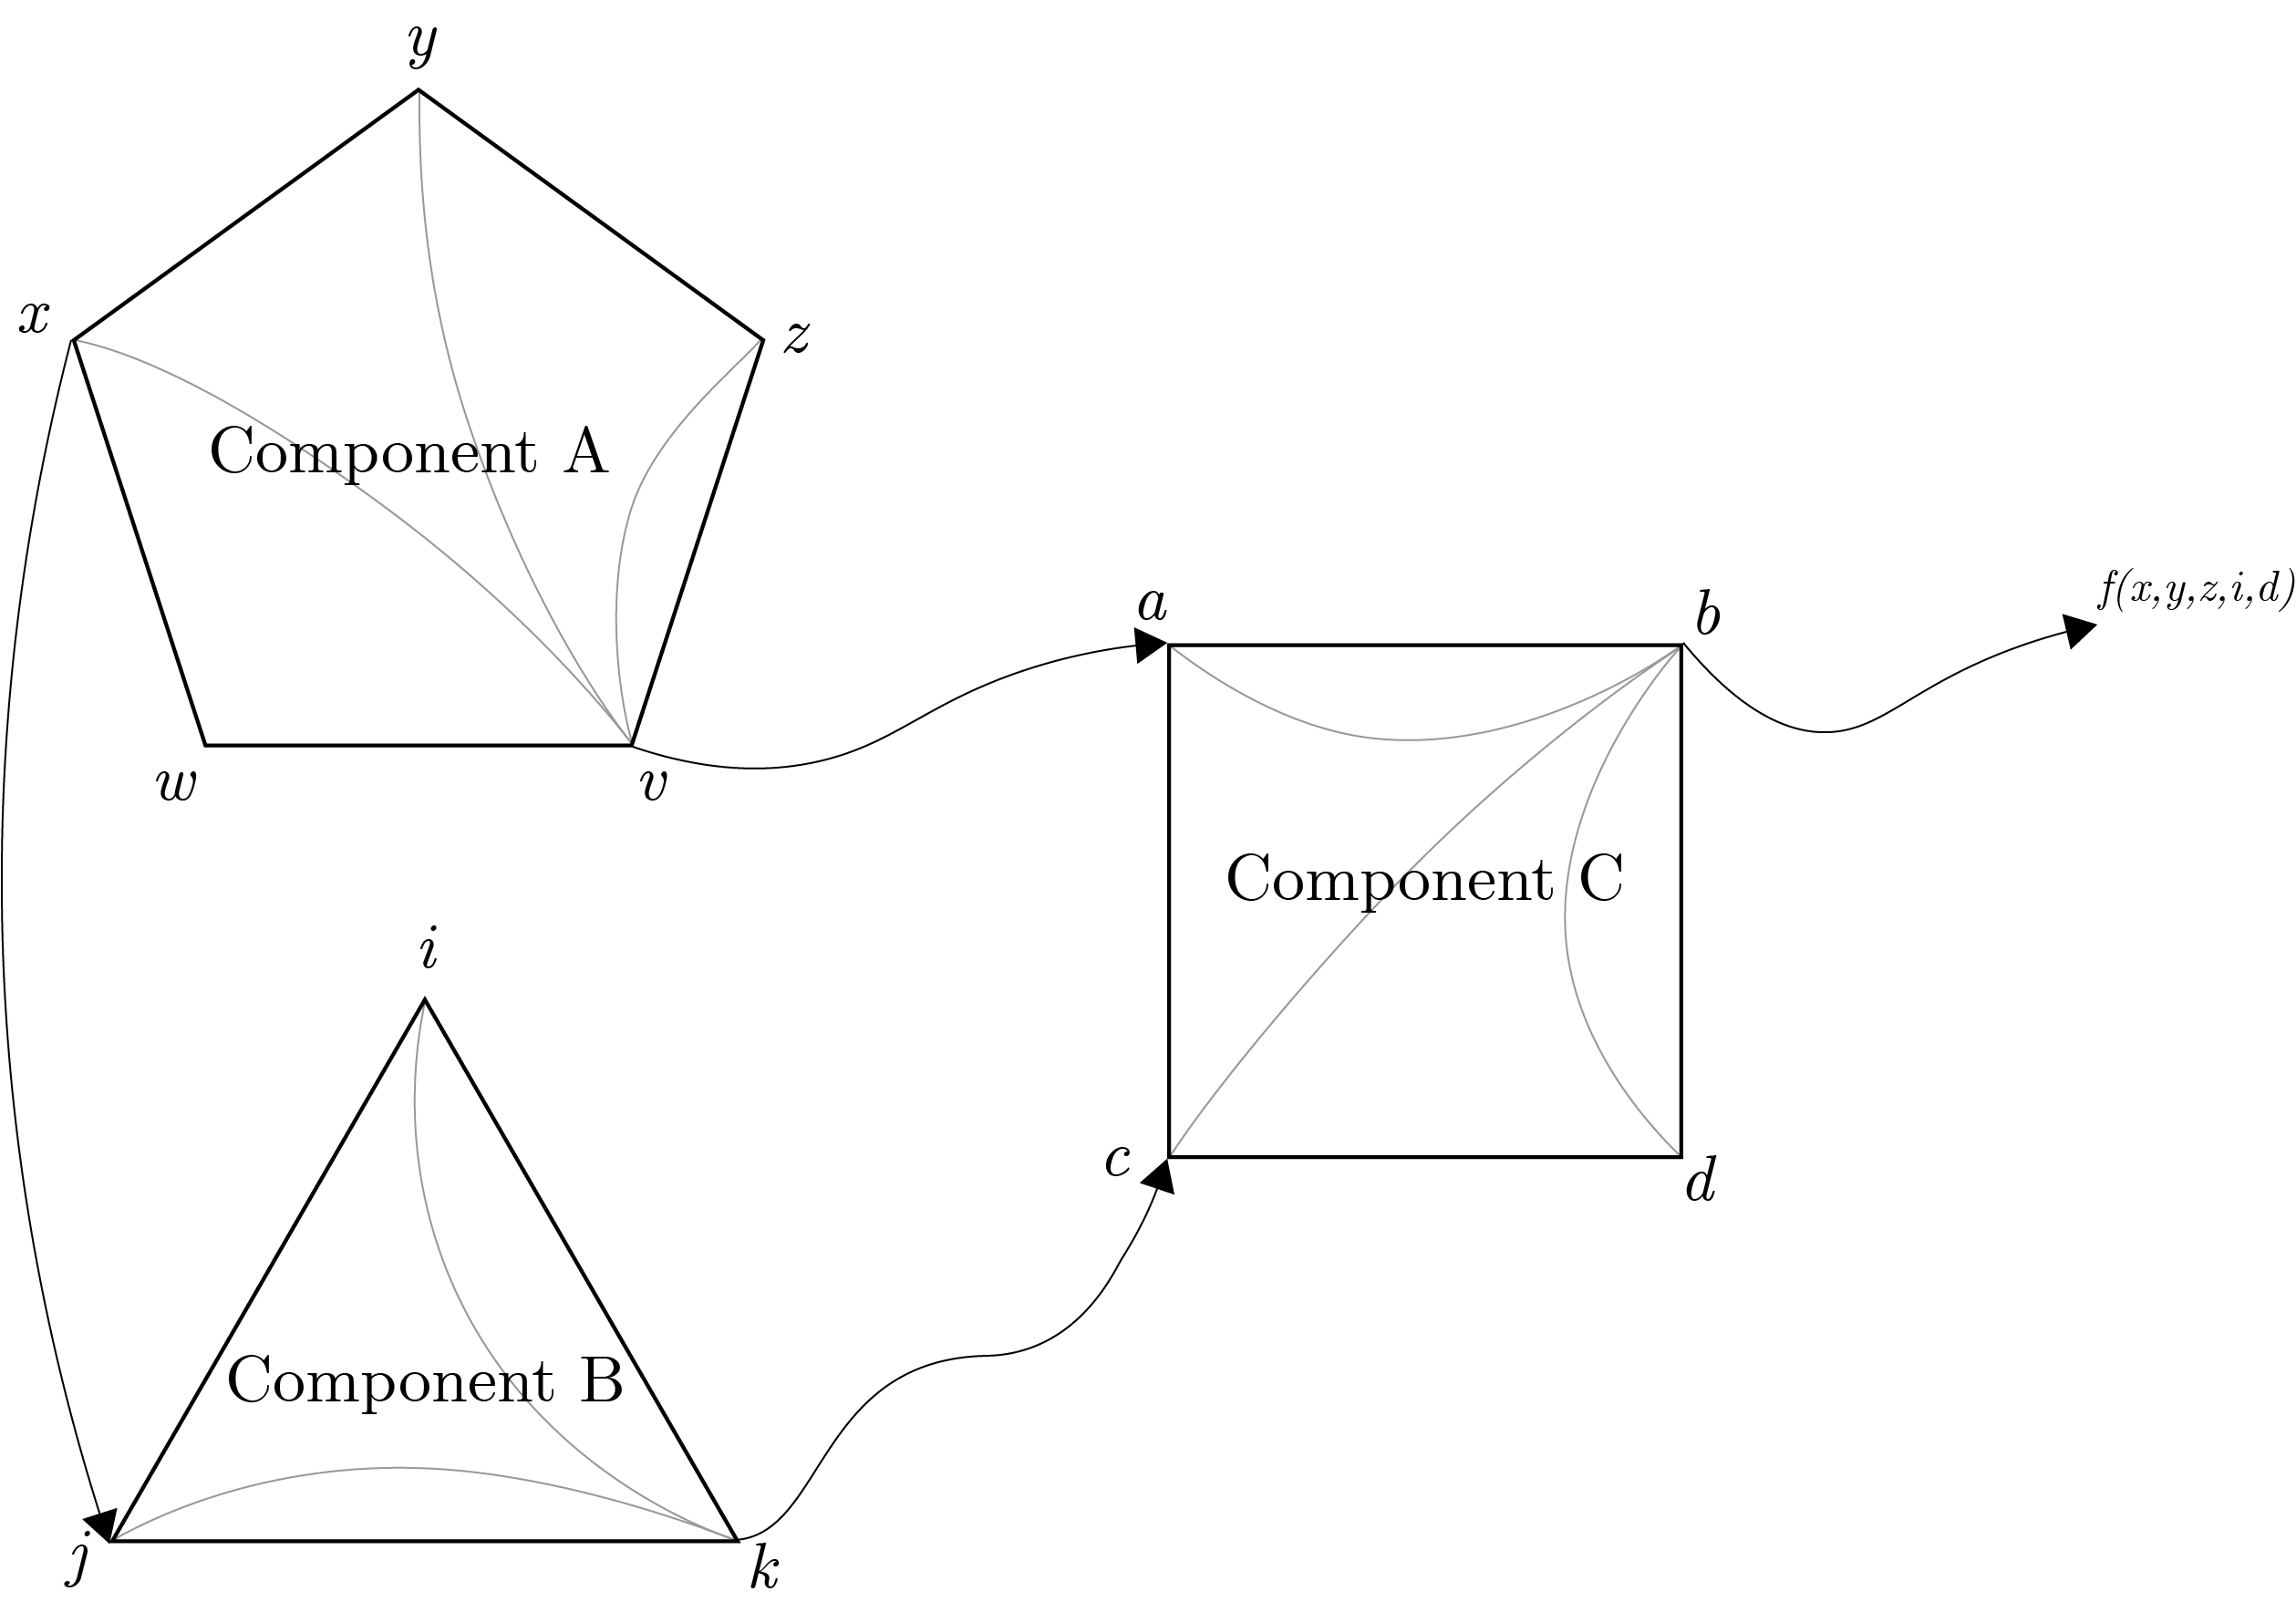 y
x
z
Component A
w
v
a
b
f(x,y,z,i,d)
Component C
i
c
d
Component B
j
k